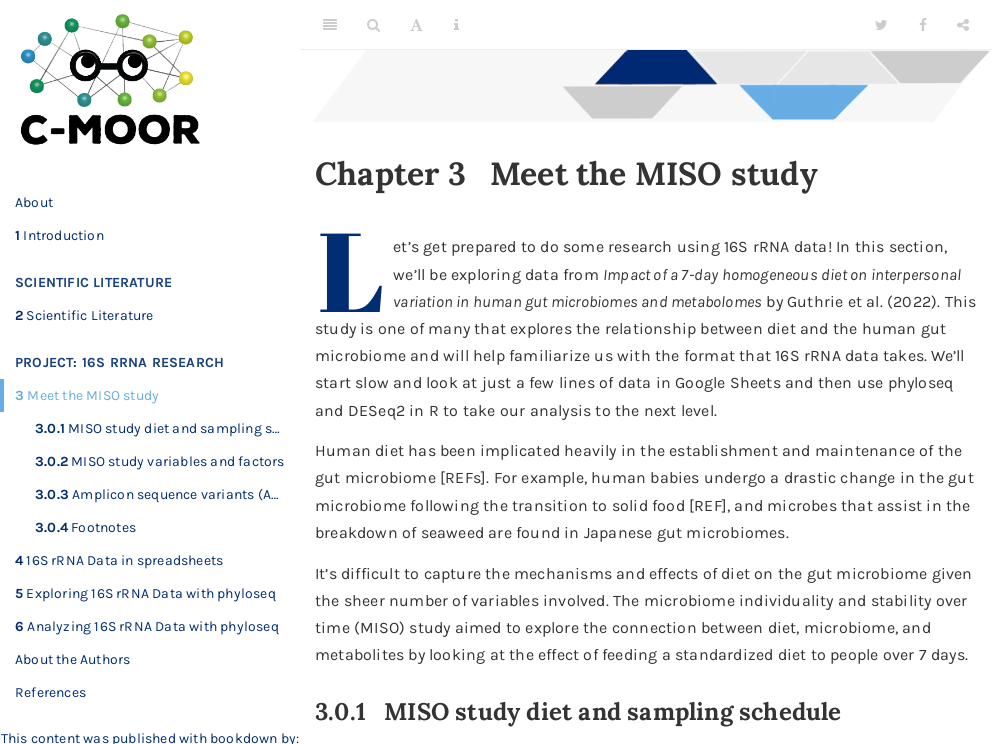 C-MOOR
About
1 Introduction
SCIENTIFIC LITERATURE
2 Scientific Literature
PROJECT: 16S RRNA RESEARCH
3 Meet the MISO study
3.0.1 MISO study diet and sampling s…
3.0.2 MISO study variables and factors
3.0.3 Amplicon sequence variants (A…
3.0.4 Footnotes
4 16S rRNA Data in spreadsheets
5 Exploring 16S rRNA Data with phyloseq
6 Analyzing 16S rRNA Data with phyloseq
About the Authors
References
This content was published with bookdown by:
Chapter 3 Meet the MISO study
Let’s get prepared to do some research using 16S rRNA data! In this section,
we’ll be exploring data from Impact of a 7-day homogeneous diet on interpersonal
variation in human gut microbiomes and metabolomes by Guthrie et al. (2022). This
study is one of many that explores the relationship between diet and the human gut
microbiome and will help familiarize us with the format that 16S rRNA data takes. We’ll
start slow and look at just a few lines of data in Google Sheets and then use phyloseq
and DESeq2 in R to take our analysis to the next level.
Human diet has been implicated heavily in the establishment and maintenance of the
gut microbiome [REFs]. For example, human babies undergo a drastic change in the gut
microbiome following the transition to solid food [REF], and microbes that assist in the
breakdown of seaweed are found in Japanese gut microbiomes.
It’s difficult to capture the mechanisms and effects of diet on the gut microbiome given
the sheer number of variables involved. The microbiome individuality and stability over
time (MISO) study aimed to explore the connection between diet, microbiome, and
metabolites by looking at the effect of feeding a standardized diet to people over 7 days.
3.0.1 MISO study diet and sampling schedule